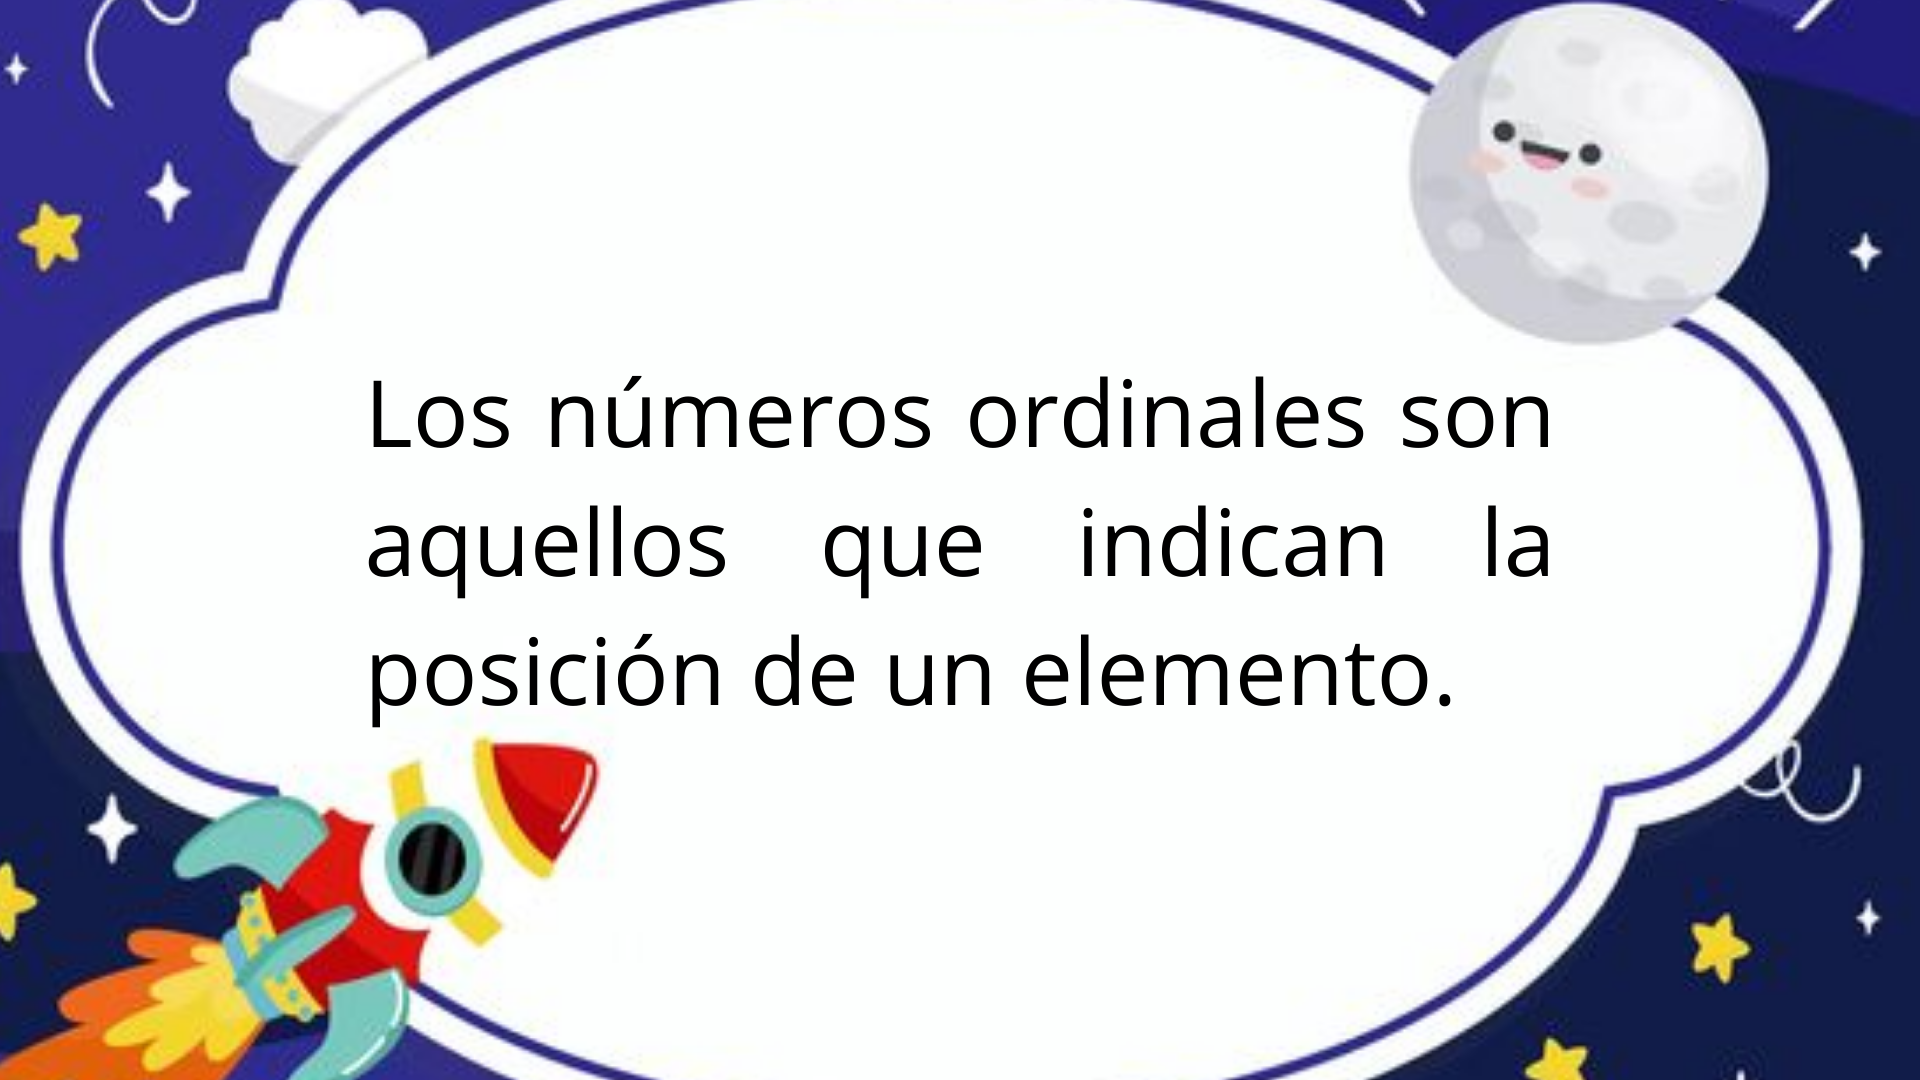 Los números ordinales son
aquellos que indican la
posición de un elemento.